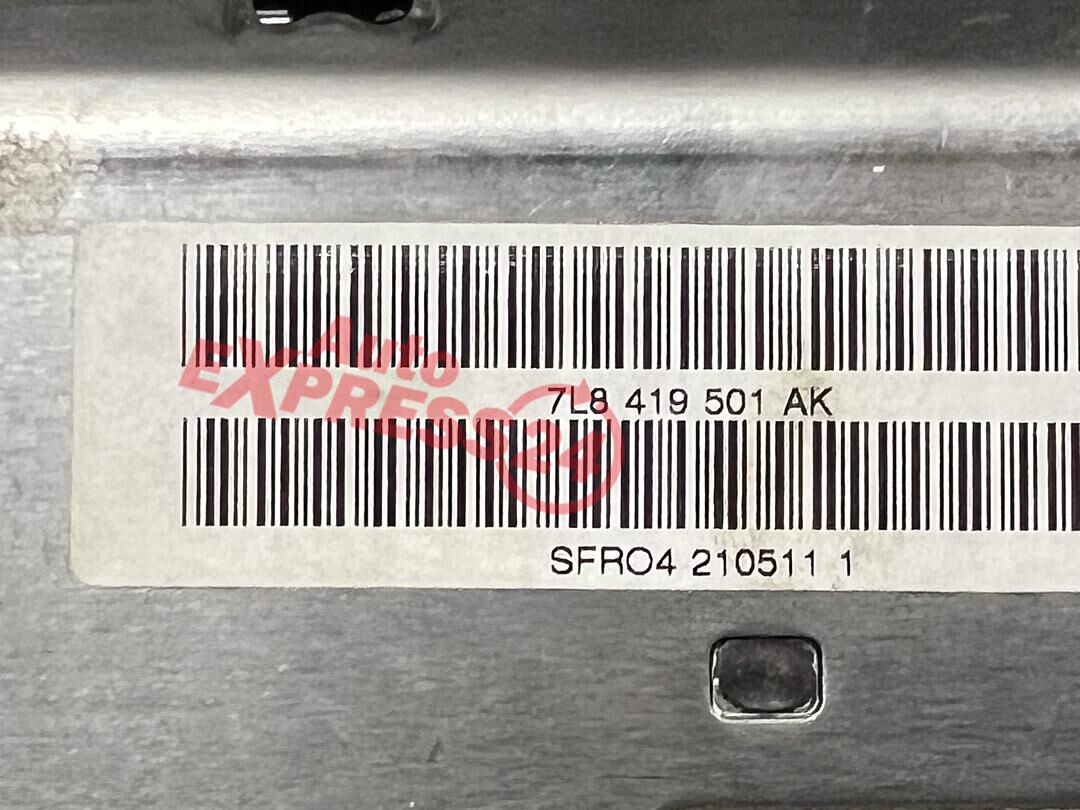 Auto
EXPRESS24
7L8 419 501 AK
SFRO4 210511 1